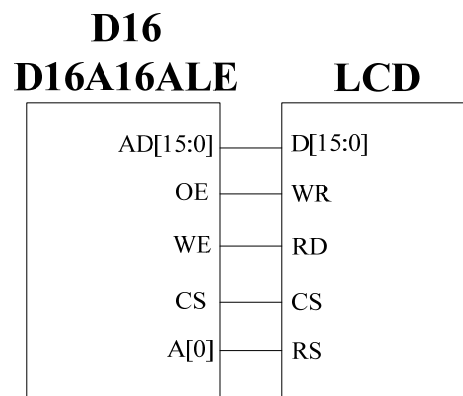 D16
D16A16ALE LCD
AD[15:0] D[15:0]
OE WR
WE RD
CS CS
A[0] RS